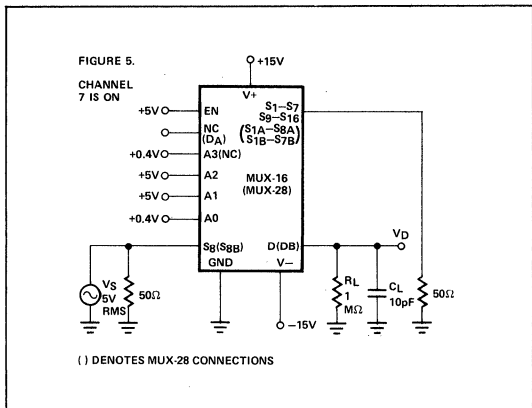 FIGURE 5.
CHANNEL
7 IS ON
+15V
V+
+5V
EN
NC
(DA)
+0.4V
A3(NC)
+5V
A2
+5V
A1
+0.4V
A0
S1–S7
S9–S16
(S1A–S8A)
(S1B–S7B)
MUX-16
(MUX-28)
S8(S8B)
GND
D(DB)
V–
VD
VS
5V
RMS
50Ω
RL
1
MΩ
CL
10pF
50Ω
–15V
( ) DENOTES MUX-28 CONNECTIONS